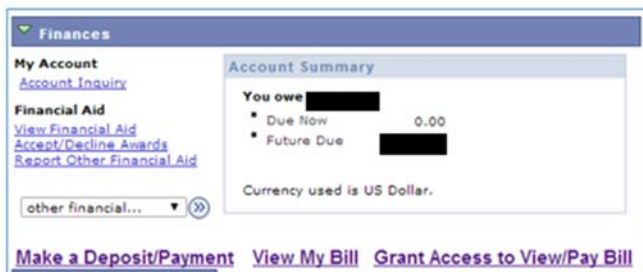 Finances
My Account
Account Inquiry
Financial Aid
View Financial Aid
Accept/Decline Awards
Report Other Financial Aid
other financial...
Account Summary
You owe
Due Now 0.00
Future Due
Currency used is US Dollar.
Make a Deposit/Payment View My Bill Grant Access to View/Pay Bill